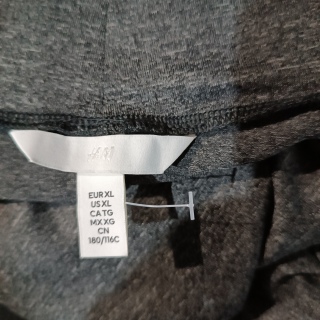 H&M
EUR XL
US XL
CA TG
MX XG
CN
180/116C